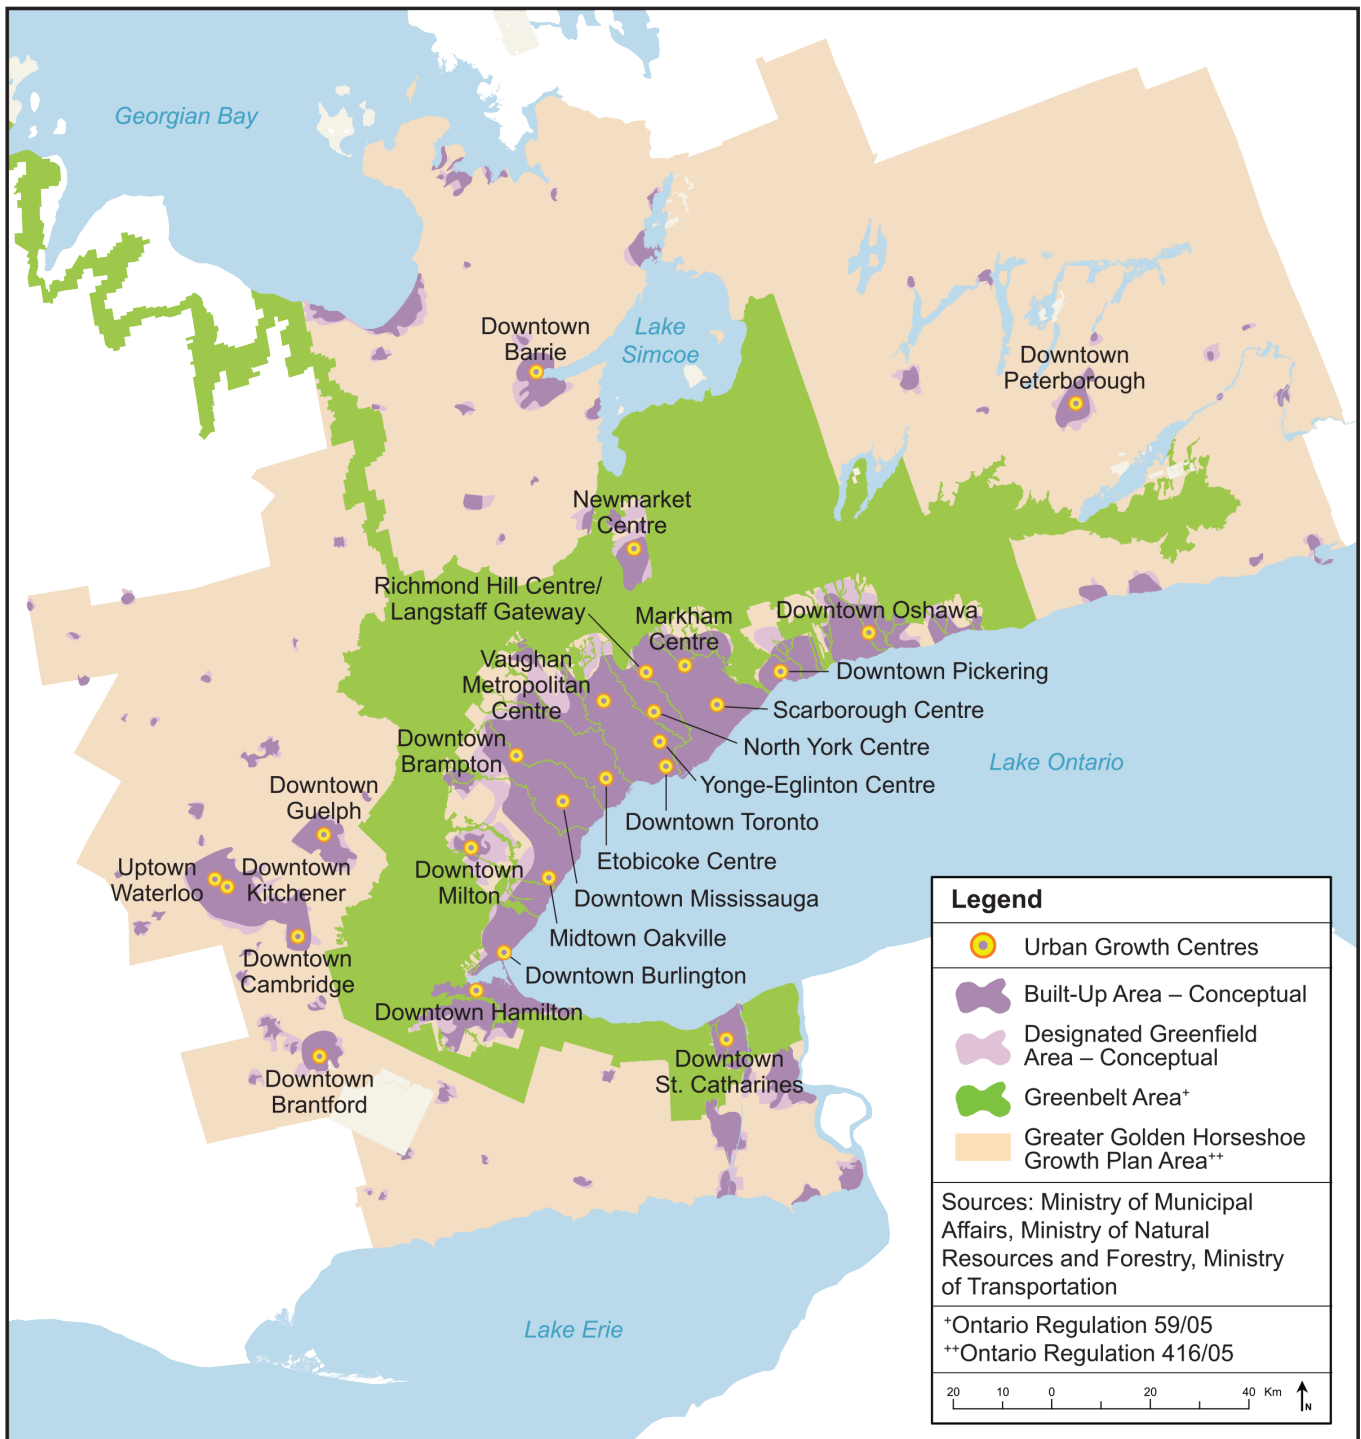 Georgian Bay
Downtown
Barrie
Lake
Simcoe
Downtown
Peterborough
Newmarket
Centre
Richmond Hill Centre/
Langstaff Gateway
Markham
Centre
Downtown Oshawa
Vaughan
Metropolitan
Centre
Downtown Pickering
Scarborough Centre
Downtown
Brampton
North York Centre
Lake Ontario
Yonge-Eglinton Centre
Downtown
Guelph
Downtown Toronto
Etobicoke Centre
Uptown
Waterloo
Downtown
Kitchener
Downtown
Milton
Downtown Mississauga
Midtown Oakville
Downtown
Cambridge
Downtown Burlington
Downtown Hamilton
Downtown
St. Catharines
Downtown
Brantford
Lake Erie
Legend
Urban Growth Centres
Built-Up Area – Conceptual
Designated Greenfield
Area – Conceptual
Greenbelt Area+
Greater Golden Horseshoe
Growth Plan Area++
Sources: Ministry of Municipal
Affairs, Ministry of Natural
Resources and Forestry, Ministry
of Transportation
+Ontario Regulation 59/05
++Ontario Regulation 416/05
20 10 0 20 40 Km
N